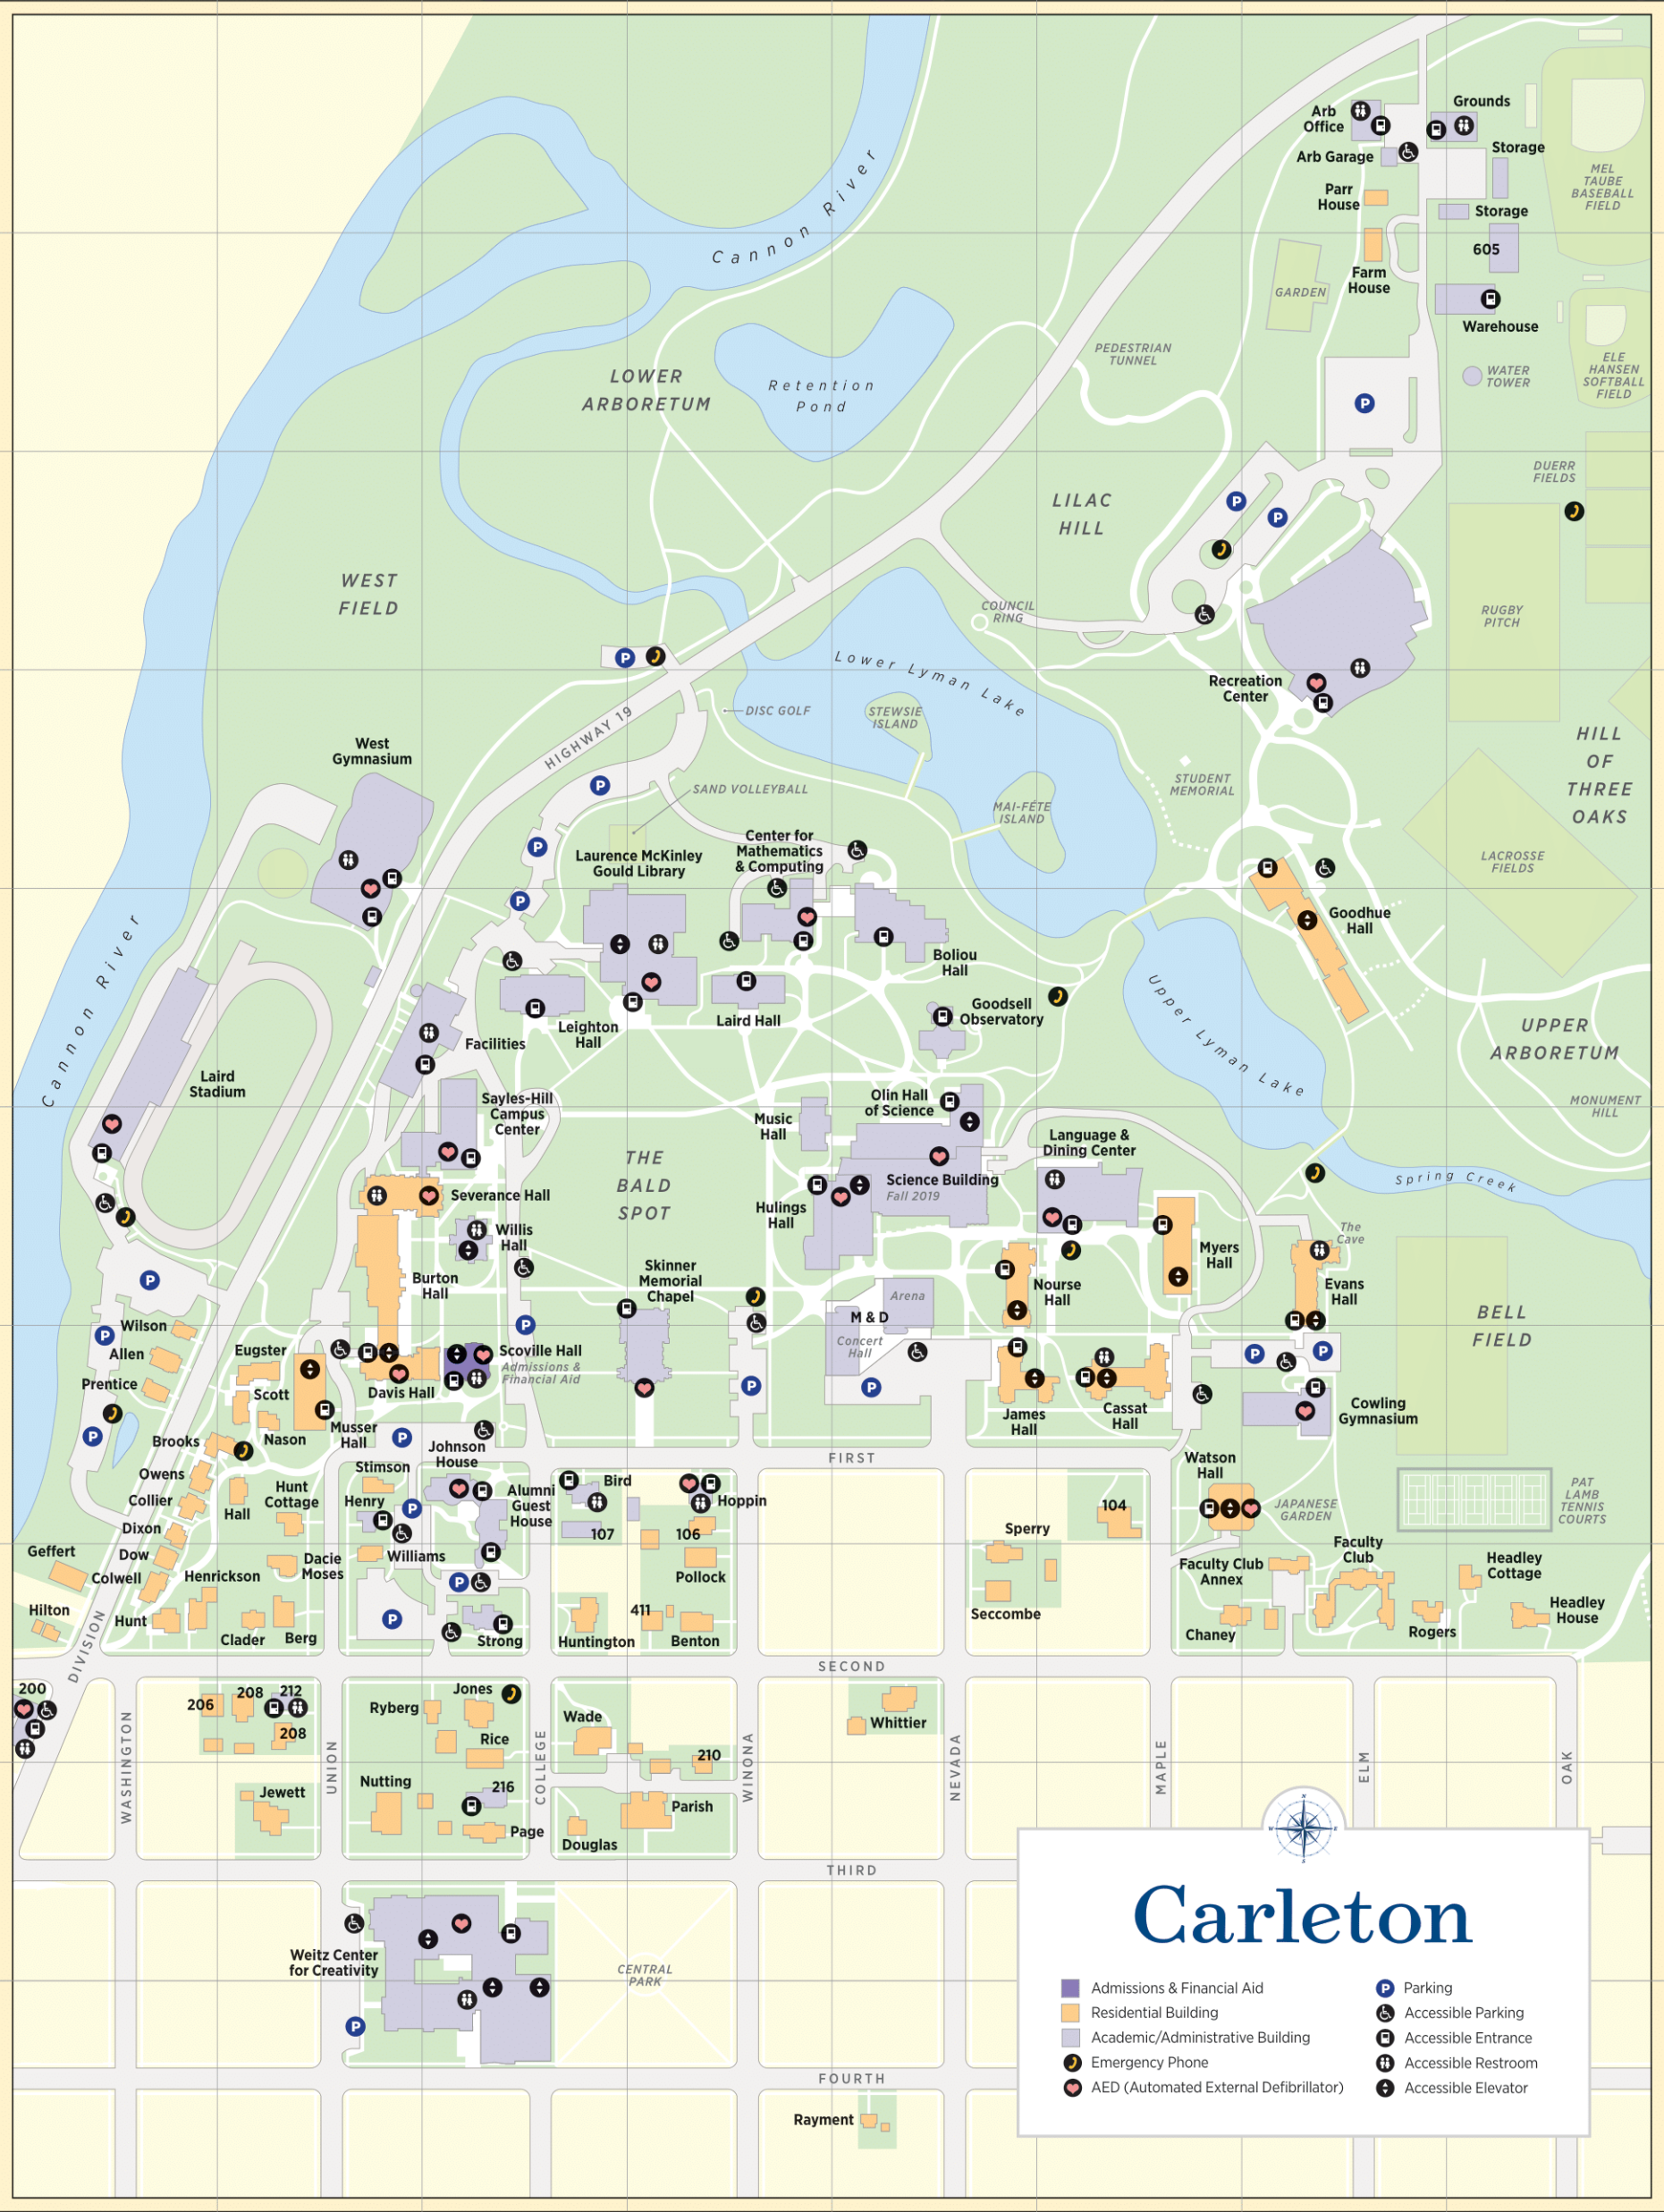 Arb
Office
Grounds
Arb Garage
Storage
MEL
TAUBE
BASEBALL
FIELD
Parr
House
Storage
605
Farm
House
GARDEN
Warehouse
Cannon River
PEDESTRIAN
TUNNEL
WATER
TOWER
ELE
HANSEN
SOFTBALL
FIELD
LOWER
ARBORETUM
Retention
Pond
P
DUERR
FIELDS
LILAC
HILL
P
P
WEST
FIELD
COUNCIL
RING
RUGBY
PITCH
P
Lower Lyman Lake
Recreation
Center
DISC GOLF
STEWSIE
ISLAND
HIGHWAY 19
HILL
OF
THREE
OAKS
West
Gymnasium
P
SAND VOLLEYBALL
STUDENT
MEMORIAL
MAI-FÉTE
ISLAND
P
Laurence McKinley
Gould Library
Center for
Mathematics
& Computing
LACROSSE
FIELDS
P
Goodhue
Hall
Cannon River
Boliou
Hall
Upper Lyman Lake
Leighton
Hall
Laird Hall
Goodsell
Observatory
UPPER
ARBORETUM
Facilities
Laird
Stadium
Sayles-Hill
Campus
Center
Olin Hall
of Science
Music
Hall
Language &
Dining Center
MONUMENT
HILL
THE
BALD
SPOT
Science Building
Fall 2019
Spring Creek
Severance Hall
Hulings
Hall
Willis
Hall
The
Cave
Myers
Hall
Skinner
Memorial
Chapel
P
Burton
Hall
Nourse
Hall
Evans
Hall
Arena
M & D
Concert
Hall
BELL
FIELD
Wilson
P
P
Allen
Eugster
Scoville Hall
Admissions &
Financial Aid
P
P
Prentice
Scott
Davis Hall
P
P
James
Hall
Cassat
Hall
Cowling
Gymnasium
P
Nason
Musser
Hall
P
Brooks
Johnson
House
FIRST
Watson
Hall
Owens
Stimson
Collier
Hall
Hunt
Cottage
Henry
P
Alumni
Guest
House
Bird
Hoppin
104
JAPANESE
GARDEN
PAT
LAMB
TENNIS
COURTS
Dixon
107
106
Sperry
Geffert
Dow
Dacie
Moses
Williams
Faculty Club
Annex
Faculty
Club
Headley
Cottage
Colwell
Henrickson
P
Pollock
Hilton
Hunt
Clader
Berg
P
Strong
Huntington
411
Benton
Seccombe
Chaney
Rogers
Headley
House
DIVISION
SECOND
200
206
208
212
208
Ryberg
Jones
Rice
Wade
Whittier
210
WASHINGTON
UNION
COLLEGE
WINONA
NEVADA
MAPLE
ELM
OAK
Jewett
Nutting
216
Page
Parish
Douglas
THIRD
Weitz Center
for Creativity
CENTRAL
PARK
P
FOURTH
Rayment
Carleton
Admissions & Financial Aid
Residential Building
Academic/Administrative Building
Emergency Phone
AED (Automated External Defibrillator)
P Parking
Accessible Parking
Accessible Entrance
Accessible Restroom
Accessible Elevator